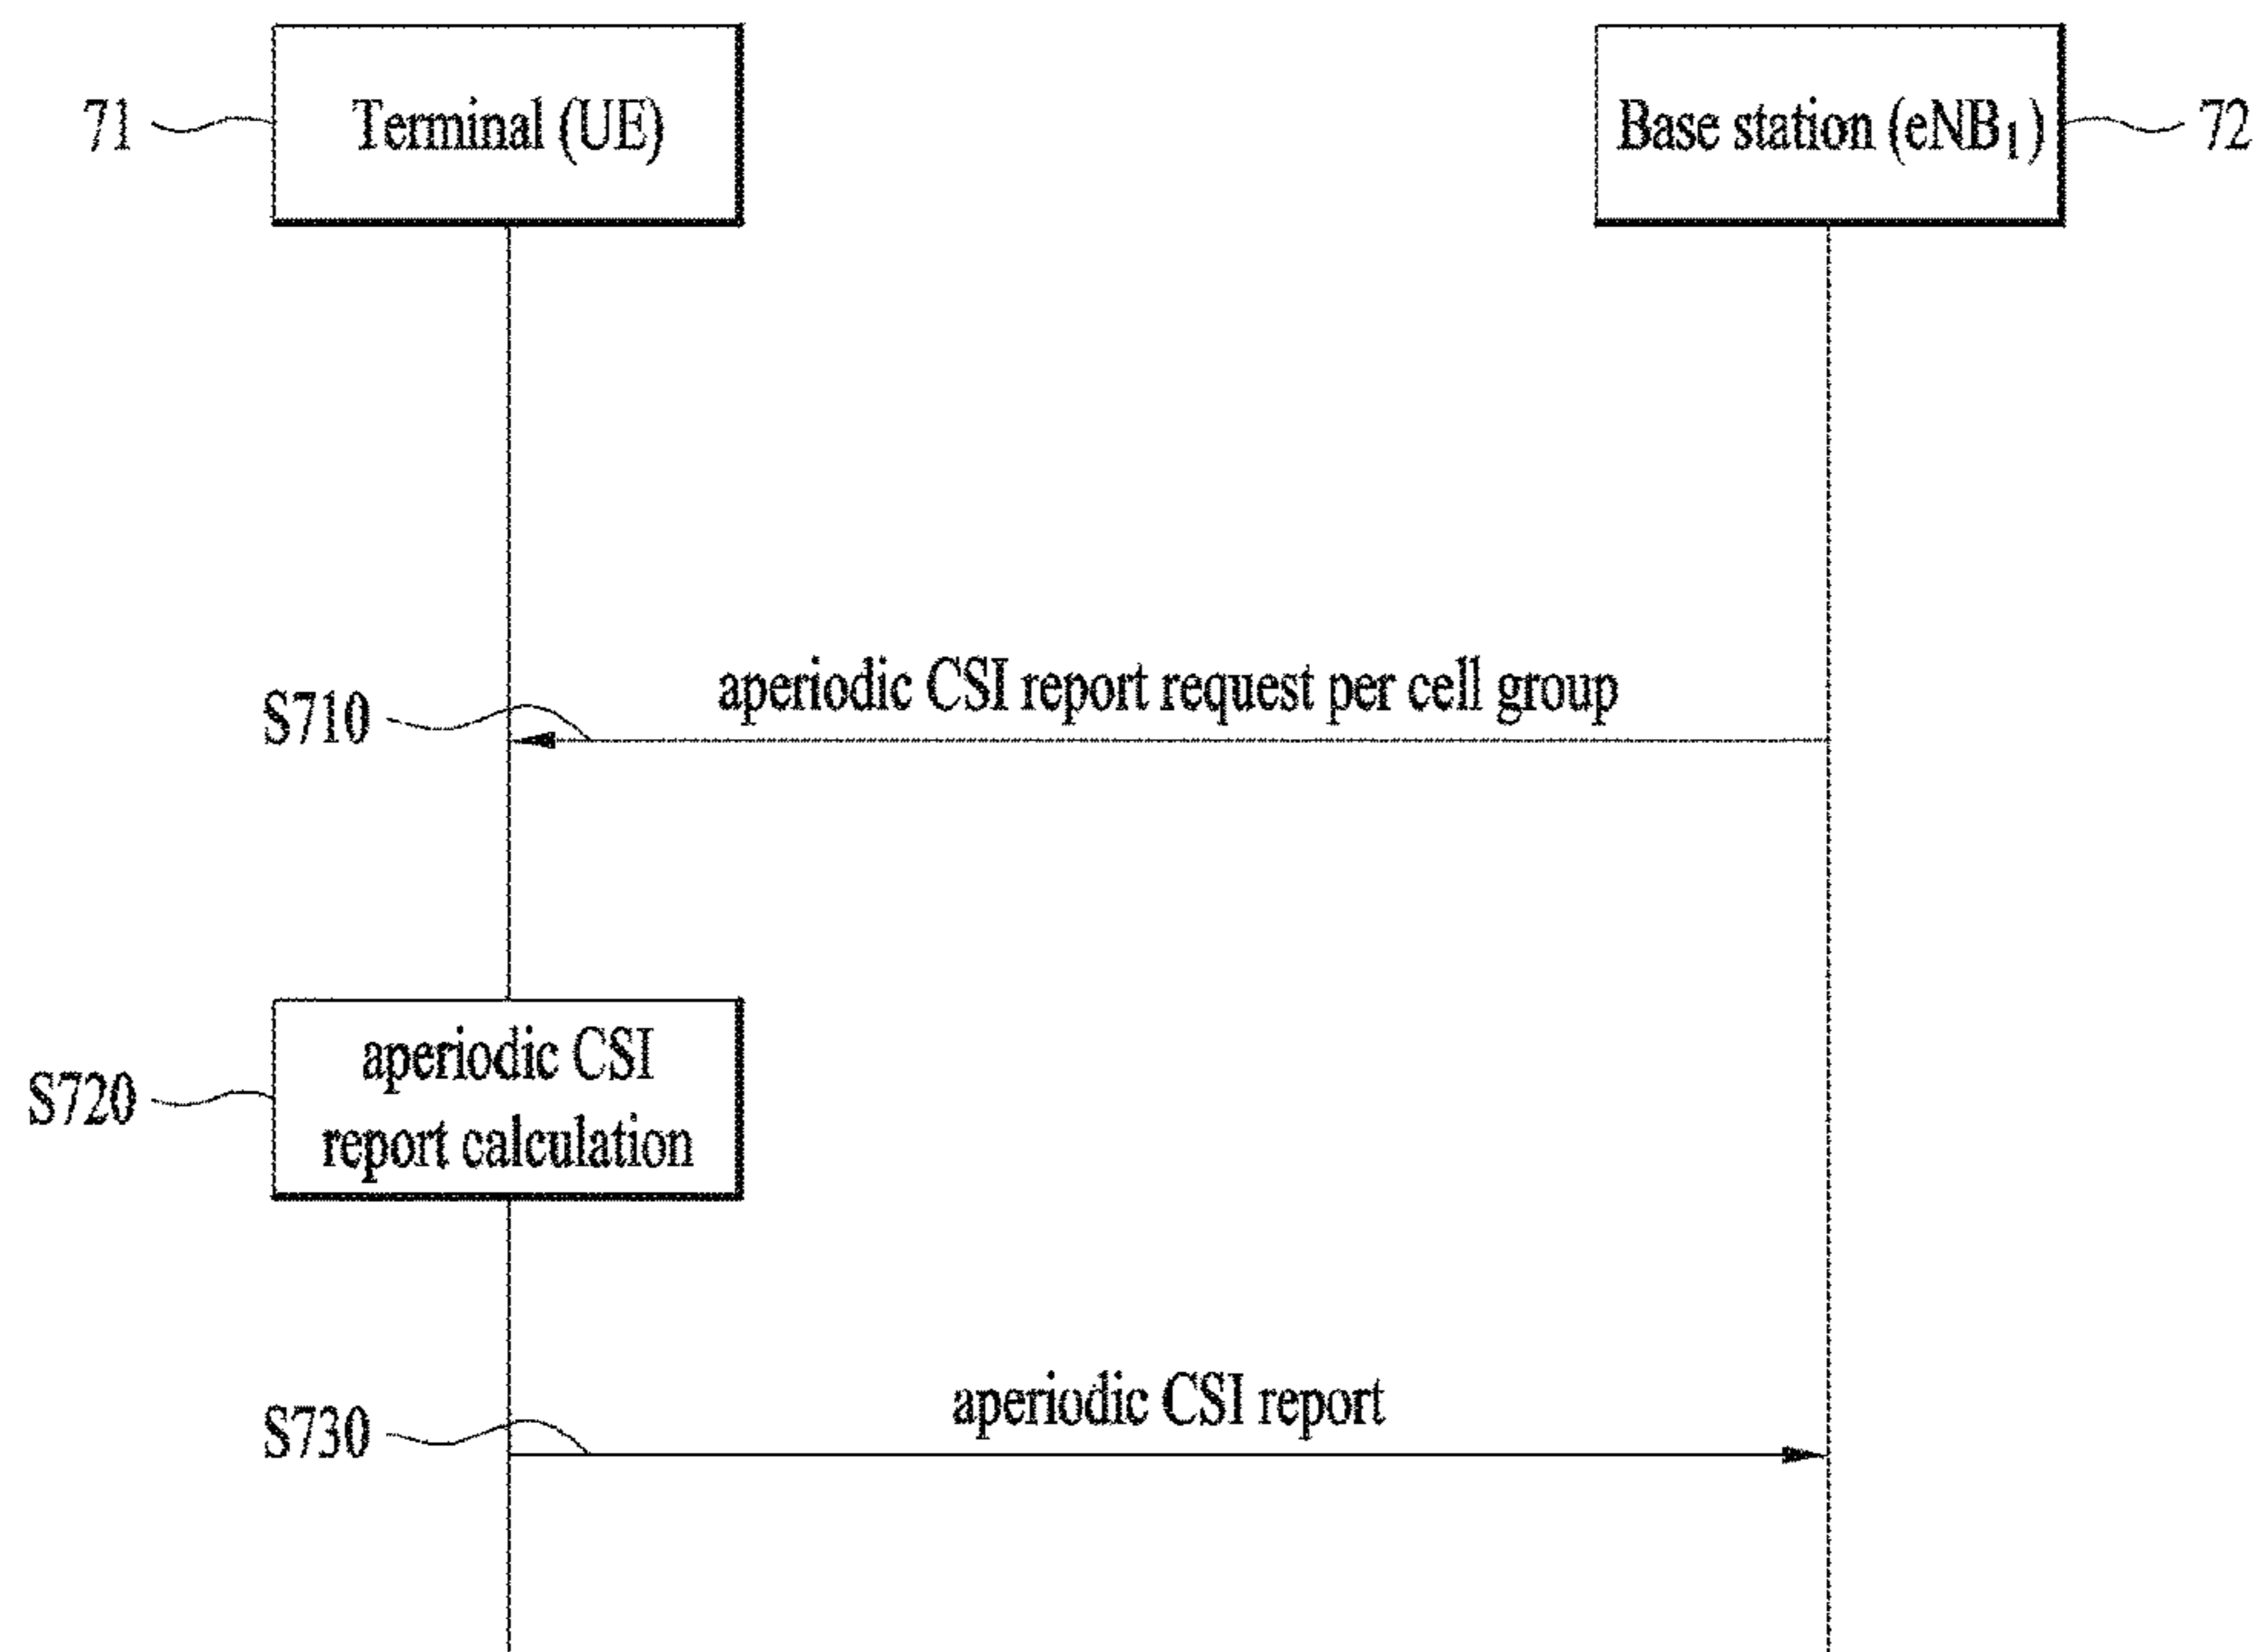 71
Terminal (UE)
Base station (eNB1)
72
aperiodic CSI report request per cell group
S710
aperiodic CSI
report calculation
S720
aperiodic CSI report
S730